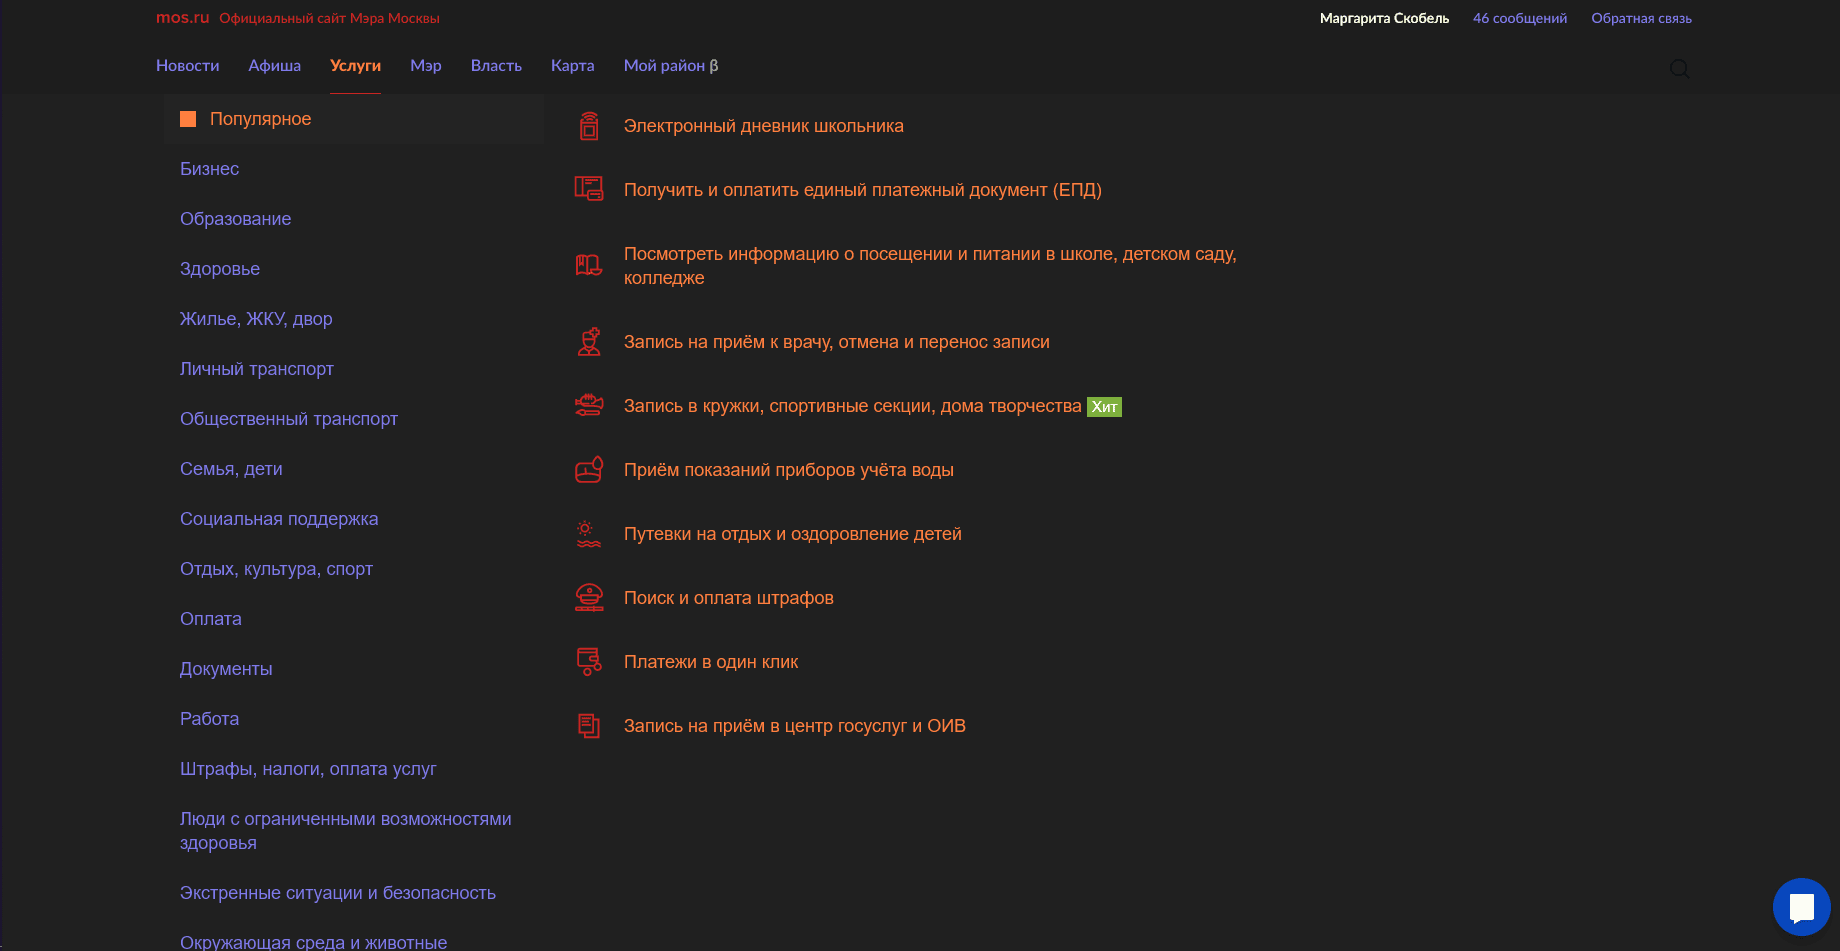 mos.ru Официальный сайт Мэра Москвы
Маргарита Скобель 46 сообщений Обратная связь
Новости Афиша Услуги Мэр Власть Карта Мой район β
Популярное
Бизнес
Образование
Здоровье
Жилье, ЖКУ, двор
Личный транспорт
Общественный транспорт
Семья, дети
Социальная поддержка
Отдых, культура, спорт
Оплата
Документы
Работа
Штрафы, налоги, оплата услуг
Люди с ограниченными возможностями
здоровья
Экстренные ситуации и безопасность
Окружающая среда и животные
Электронный дневник школьника
Получить и оплатить единый платежный документ (ЕПД)
Посмотреть информацию о посещении и питании в школе, детском саду,
колледже
Запись на приём к врачу, отмена и перенос записи
Запись в кружки, спортивные секции, дома творчества Хит
Приём показаний приборов учёта воды
Путевки на отдых и оздоровление детей
Поиск и оплата штрафов
Платежи в один клик
Запись на приём в центр госуслуг и ОИВ